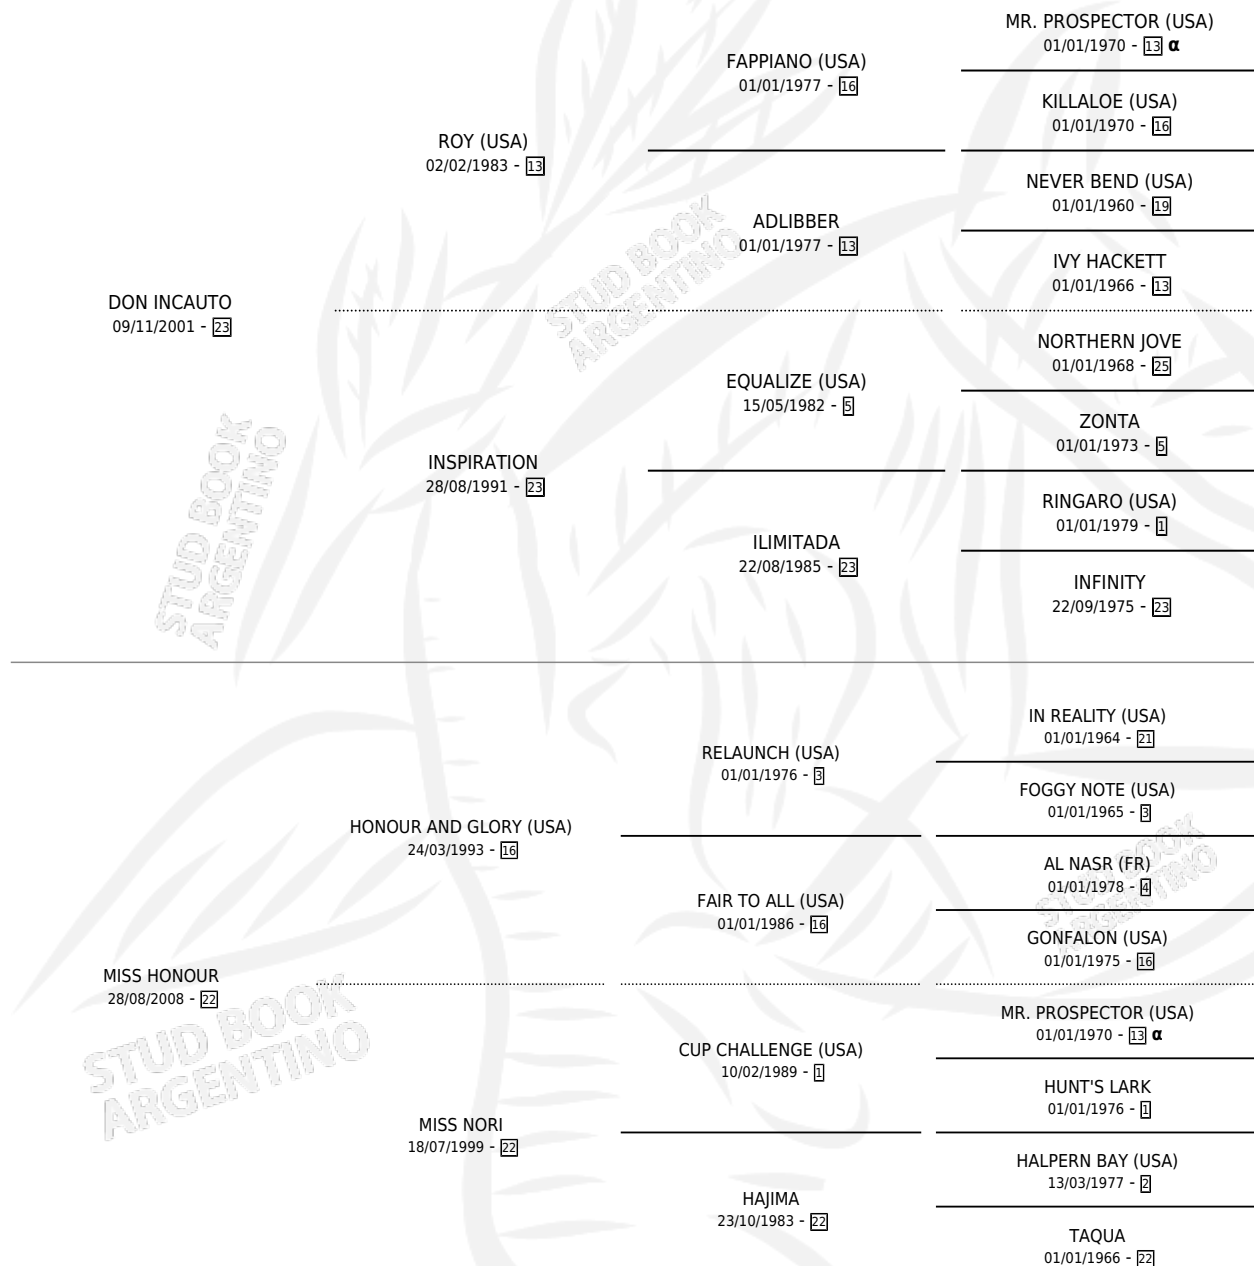 MR. PROSPECTOR (USA)
01/01/1970 - 13 α
FAPPIANO (USA)
01/01/1977 - 16
KILLALOE (USA)
01/01/1970 - 16
ROY (USA)
02/02/1983 - 13
NEVER BEND (USA)
01/01/1960 - 19
ADLIBBER
01/01/1977 - 13
IVY HACKETT
01/01/1966 - 13
DON INCAUTO
09/11/2001 - 23
STUD BOOK
ARGENTINO
NORTHERN JOVE
01/01/1968 - 25
EQUALIZE (USA)
15/05/1982 - 5
ZONTA
01/01/1973 - 5
INSPIRATION
28/08/1991 - 23
RINGARO (USA)
01/01/1979 - 1
ILIMITADA
22/08/1985 - 23
INFINITY
22/09/1975 - 23
STUD BOOK
ARGENTINO
IN REALITY (USA)
01/01/1964 - 21
RELAUNCH (USA)
01/01/1976 - 3
FOGGY NOTE (USA)
01/01/1965 - 3
HONOUR AND GLORY (USA)
24/03/1993 - 16
AL NASR (FR)
01/01/1978 - 4
STUD BOOK
ARGENTINO
FAIR TO ALL (USA)
01/01/1986 - 16
GONFALON (USA)
01/01/1975 - 16
MISS HONOUR
28/08/2008 - 22
STUD BOOK
ARGENTINO
MR. PROSPECTOR (USA)
01/01/1970 - 13 α
CUP CHALLENGE (USA)
10/02/1989 - 1
HUNT'S LARK
01/01/1976 - 1
MISS NORI
18/07/1999 - 22
HALPERN BAY (USA)
13/03/1977 - 2
HAJIMA
23/10/1983 - 22
TAQUA
01/01/1966 - 22